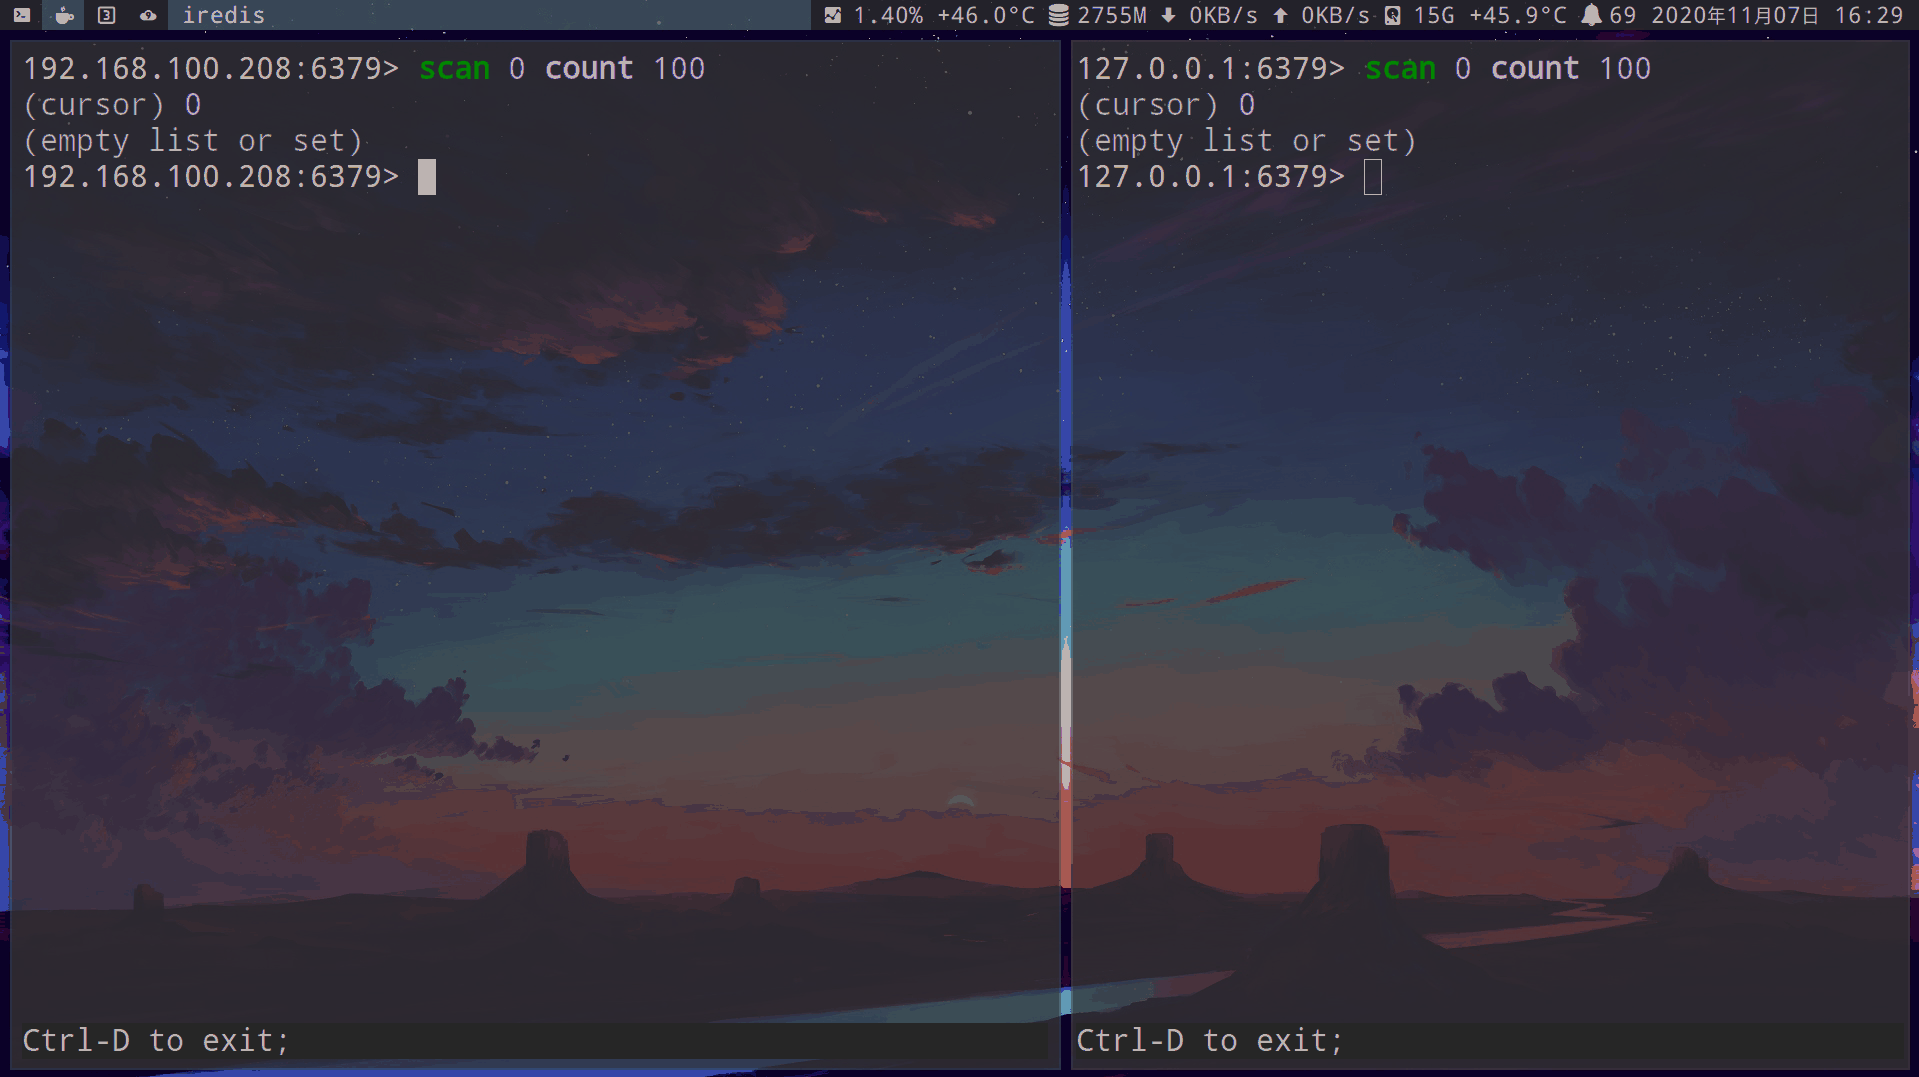 3 iredis 1.40% +46.0°C 2755M 0KB/s 0KB/s 15G +45.9°C 69 2020年11月07日 16:29
192.168.100.208:6379> scan 0 count 100
(cursor) 0
(empty list or set)
192.168.100.208:6379>
Ctrl-D to exit;
127.0.0.1:6379> scan 0 count 100
(cursor) 0
(empty list or set)
127.0.0.1:6379>
Ctrl-D to exit;